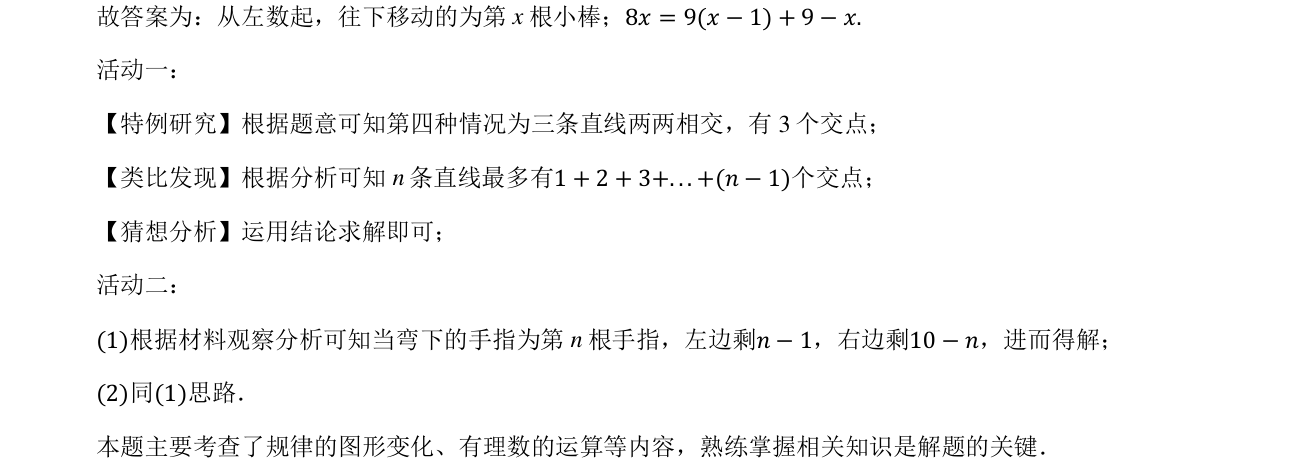 故答案为：从左数起，往下移动的为第 x 根小棒；8x = 9(x − 1) + 9 − x.
活动一：
【特例研究】根据题意可知第四种情况为三条直线两两相交，有 3 个交点；
【类比发现】根据分析可知 n 条直线最多有1 + 2 + 3+...+(n − 1)个交点；
【猜想分析】运用结论求解即可；
活动二：
(1)根据材料观察分析可知当弯下的手指为第 n 根手指，左边剩n − 1，右边剩10 − n，进而得解；
(2)同(1)思路．
本题主要考查了规律的图形变化、有理数的运算等内容，熟练掌握相关知识是解题的关键．